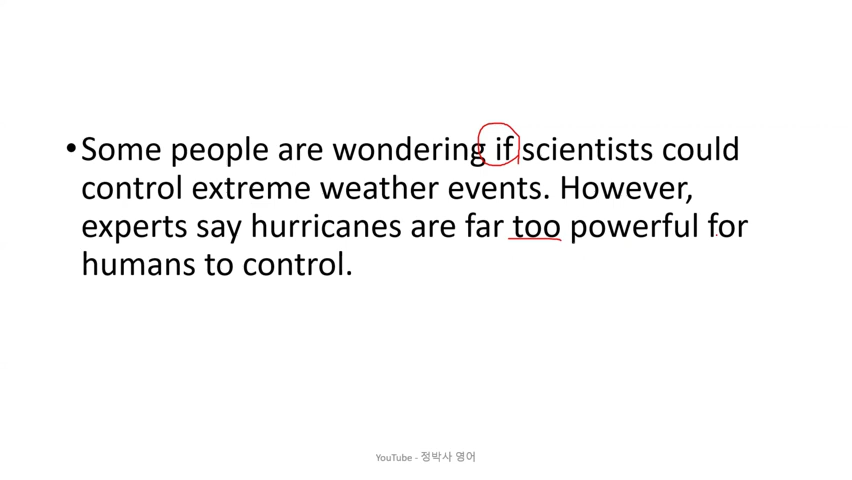 •Some people are wondering if scientists could
control extreme weather events. However,
experts say hurricanes are far too powerful for
humans to control.
YouTube - 정박사 영어